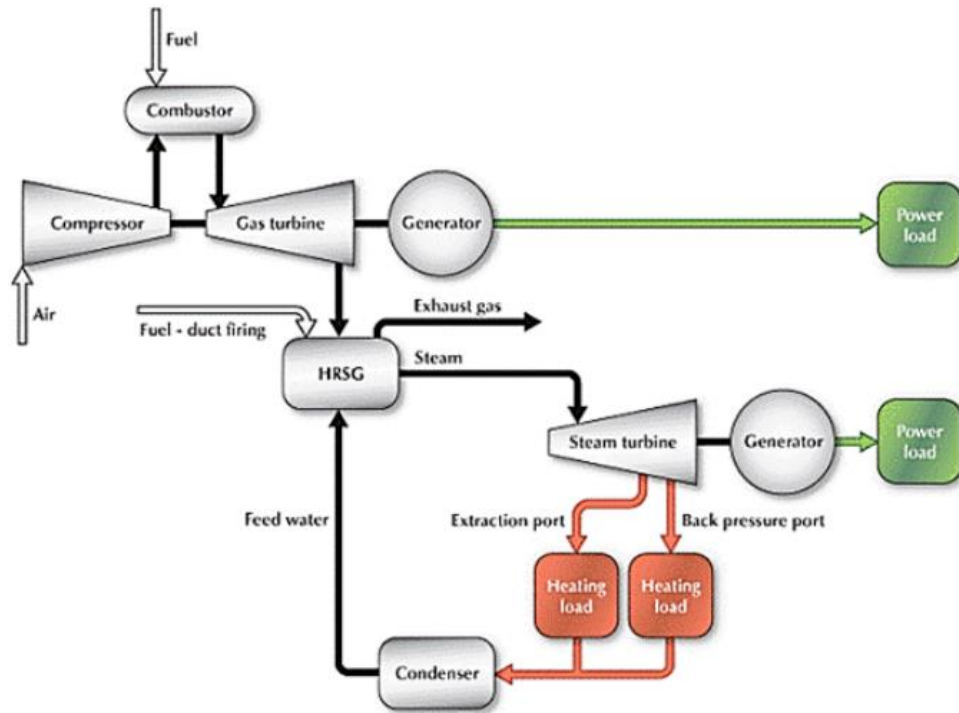 Fuel
Combustor
Compressor
Gas turbine
Generator
Power
load
Air
Fuel - duct firing
Exhaust gas
HRSG
Steam
Steam turbine
Generator
Power
load
Feed water
Extraction port
Back pressure port
Heating
load
Heating
load
Condenser